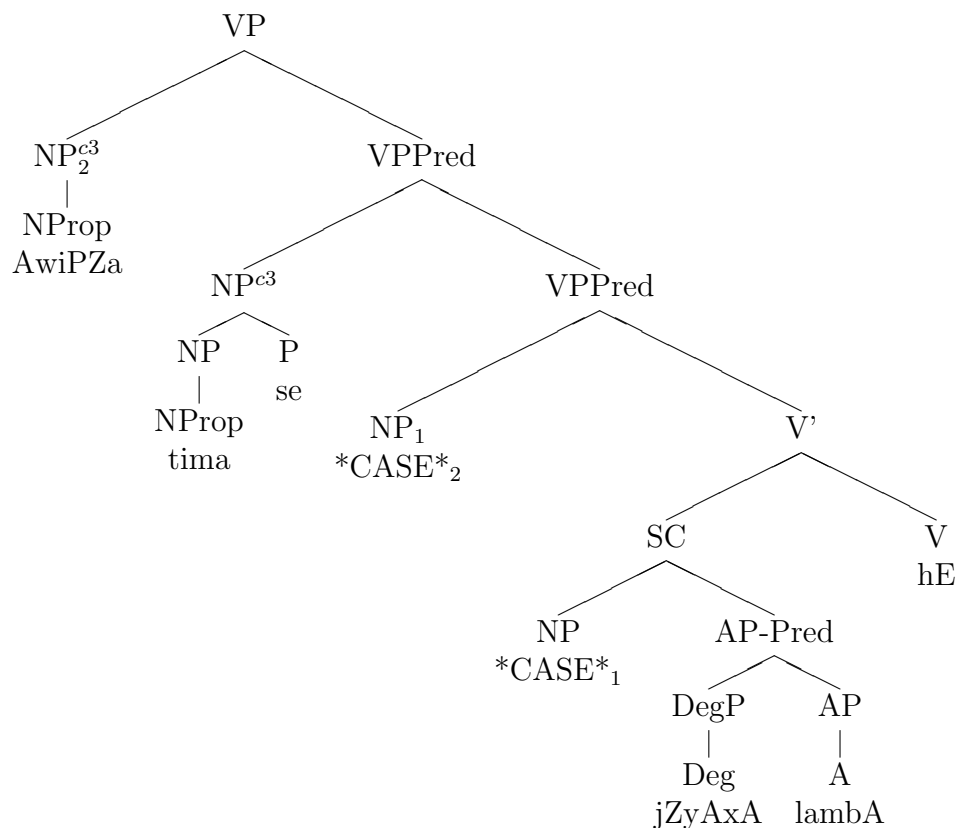 VP
NP₂ᶜ³ VPPred
NProp
AwiPZa
NPᶜ³ VPPred
NP P
se
NProp
tima
NP₁ V’
*CASE*₂
SC V
hE
NP AP-Pred
*CASE*₁
DegP AP
Deg A
jZyAxA lambA